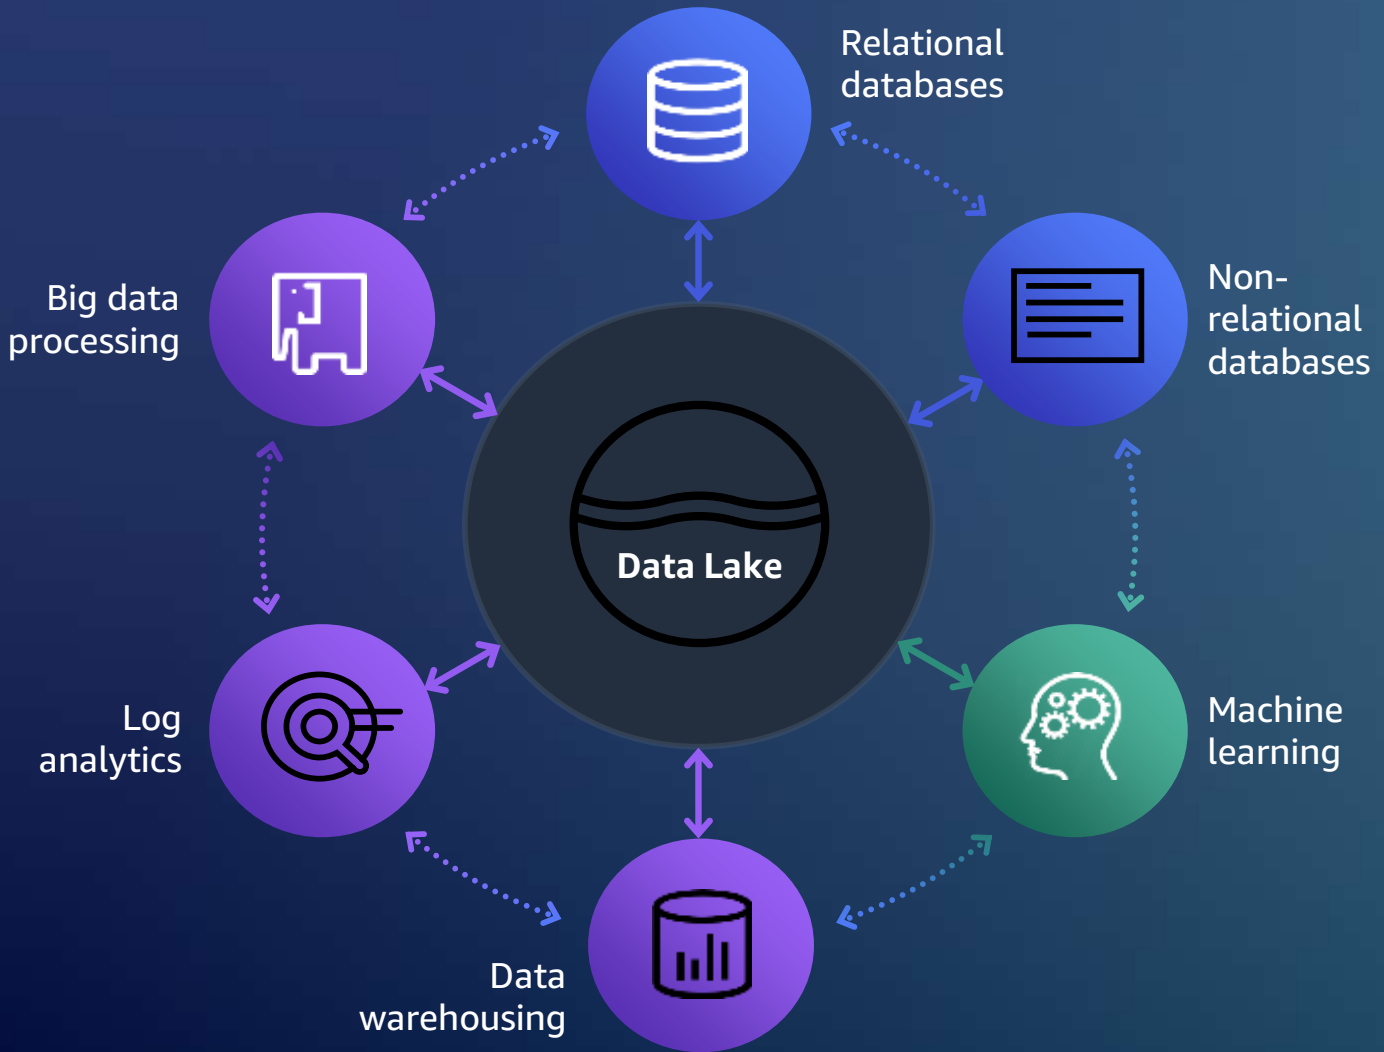 Relational
databases
Big data
processing
Non-
relational
databases
Data Lake
Log
analytics
Machine
learning
Data
warehousing